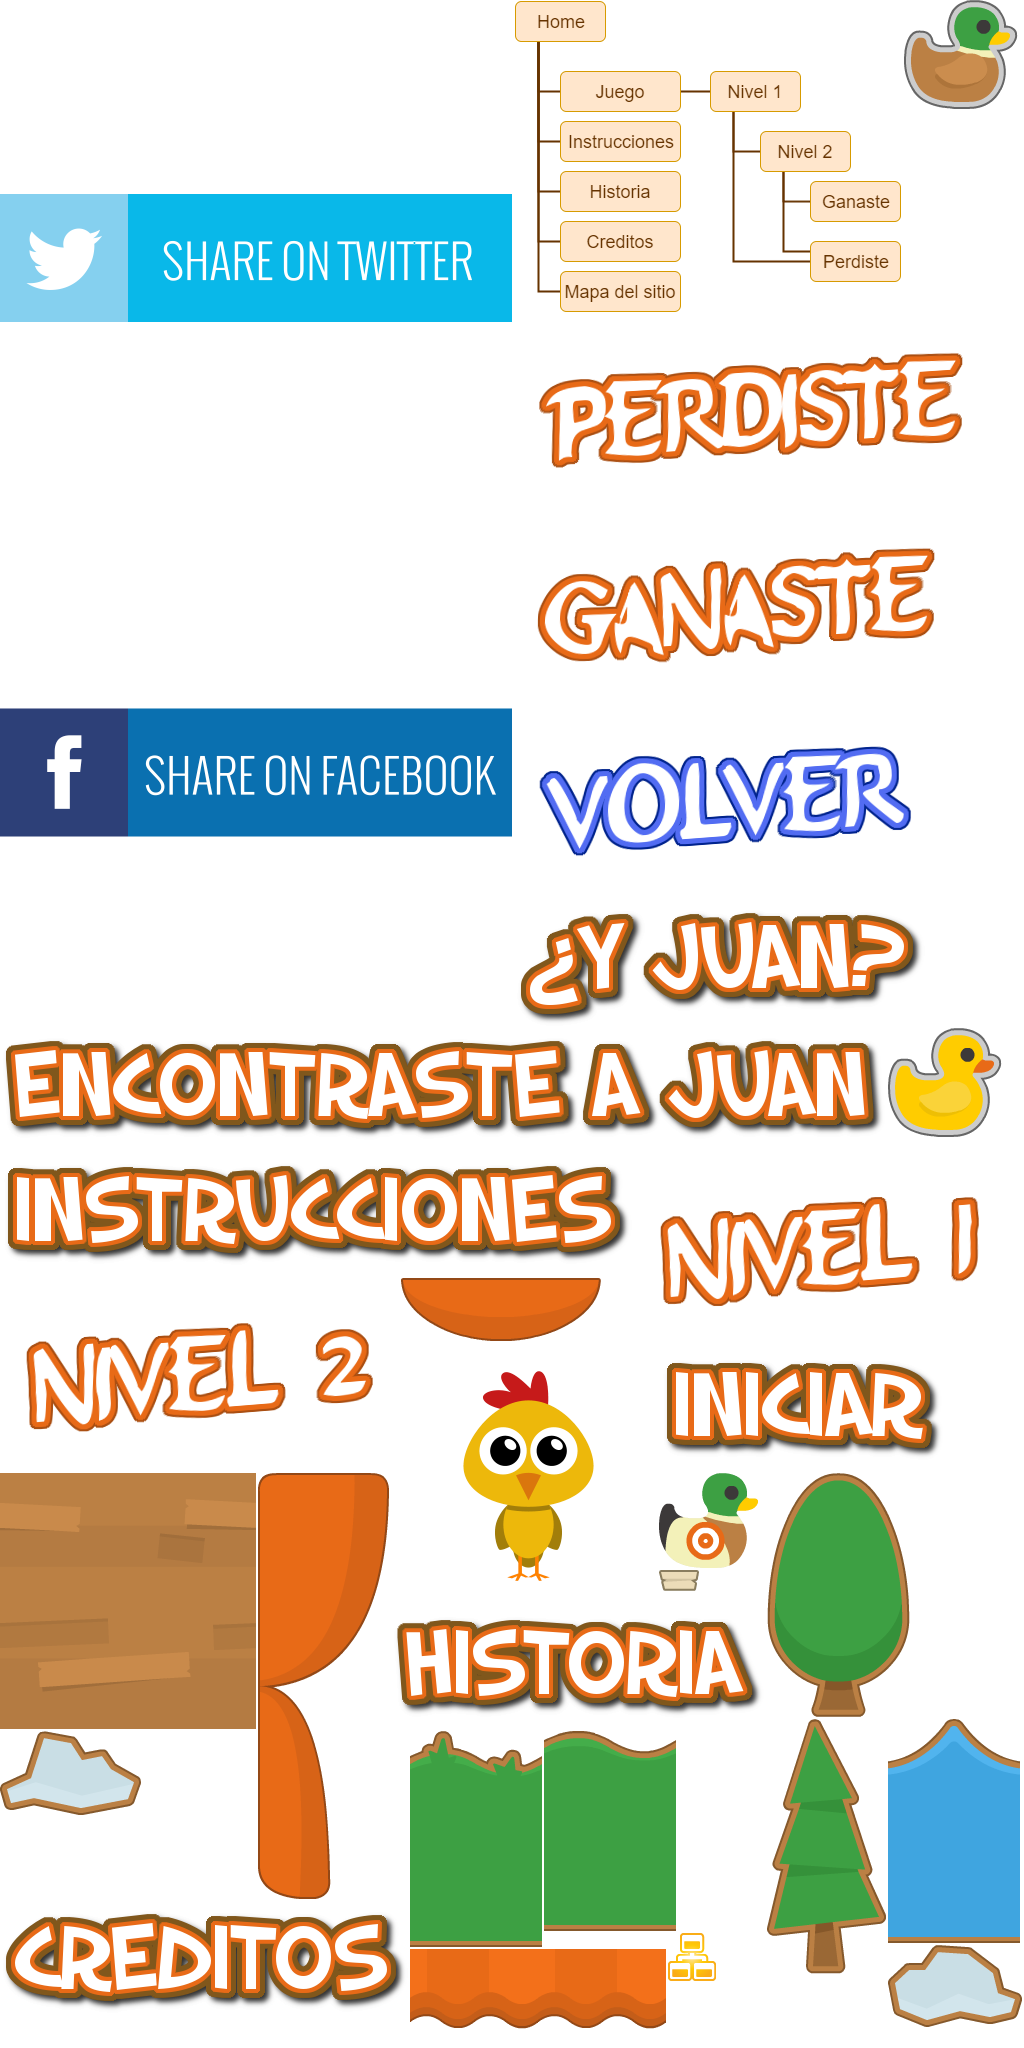 Home
Juego
Nivel 1
Instrucciones
Nivel 2
Historia
Ganaste
Creditos
Perdiste
Mapa del sitio
SHARE ON TWITTER
PERDISTE
GANASTE
SHARE ON FACEBOOK
VOLVER
¿Y JUAN?
ENCONTRASTE A JUAN
INSTRUCCIONES
NIVEL 1
NIVEL 2
INICIAR
HISTORIA
CREDITOS